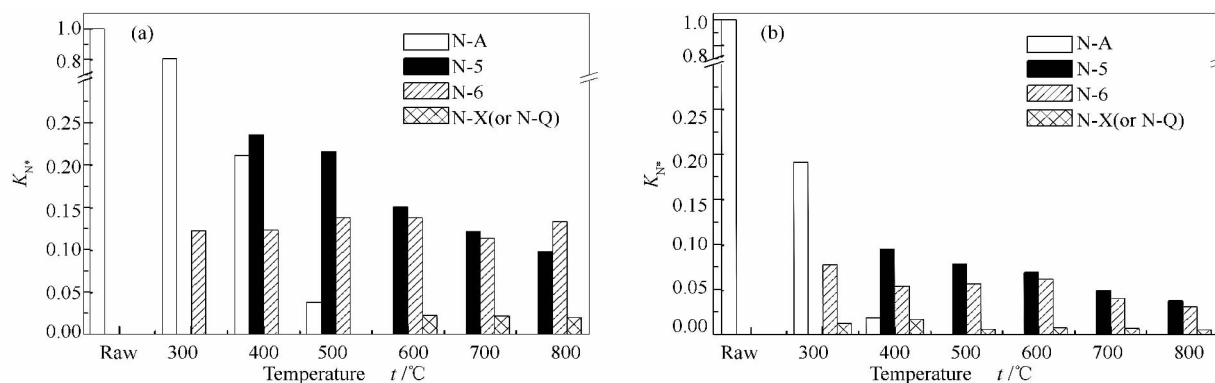 (a)
N-A
N-5
N-6
N-X(or N-Q)
1.0
0.8
0.25
0.20
0.15
0.10
0.05
0.00
K_N*
Raw 300 400 500 600 700 800
Temperature t /℃
(b)
N-A
N-5
N-6
N-X(or N-Q)
1.0
0.8
0.20
0.25
0.10
0.05
0.00
K_N*
Raw 300 400 500 600 700 800
Temperature t /℃